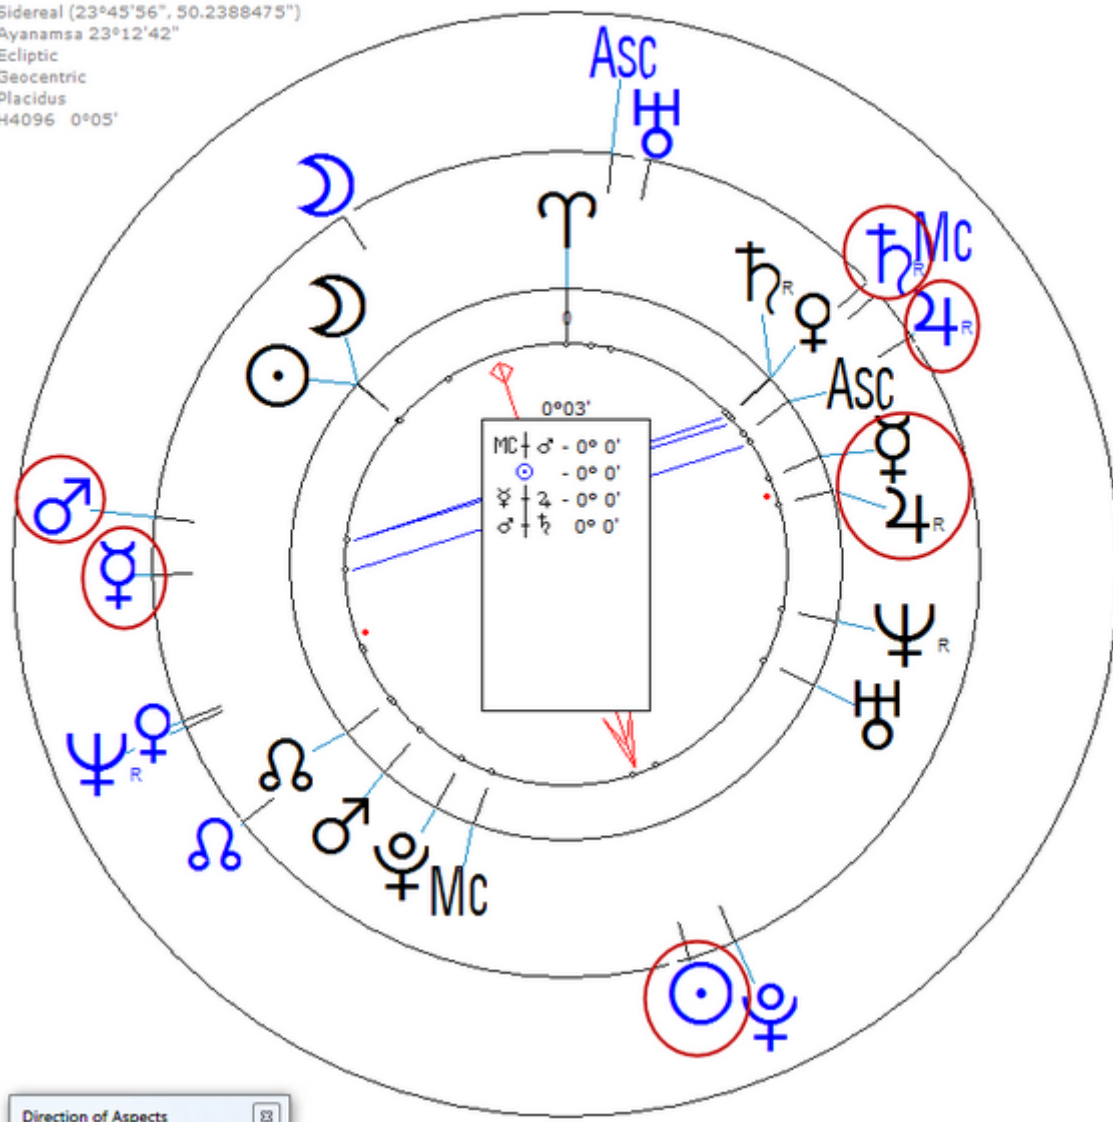 Sidereal (23°45'56", 50.2388475")
Ayanamsa 23°12'42"
Ecliptic
Geocentric
Placidus
H4096 0°05'
Asc
♅
☽
♈
♄R Mc
♄R ♀
♃R
☽
☉
Asc
0
0°03'
MC┼♂ - 0° 0'
☉ - 0° 0'
☿┼♃ - 0° 0'
♂┼♄ 0° 0'
☿
♂
♃R
☿
♆R
♅
♆R ♀
☊
☊
♂
♇
Mc
☉ ♇
Direction of Aspects